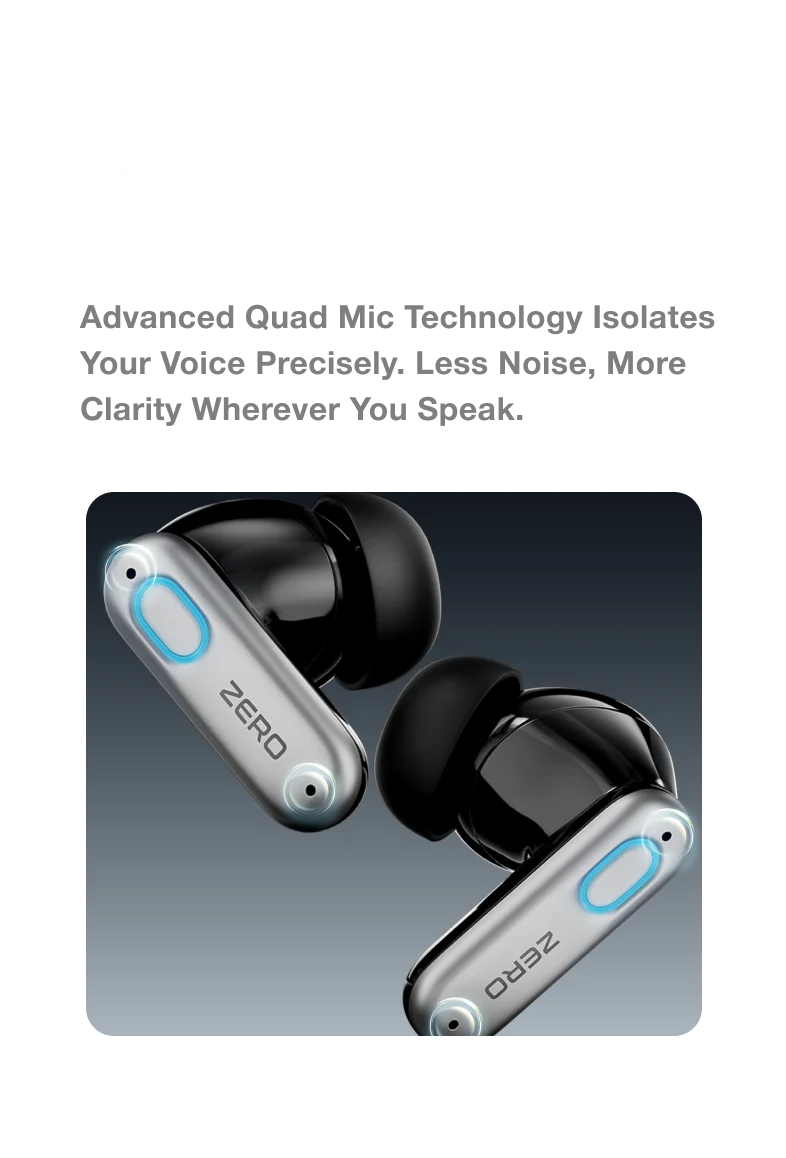 Advanced Quad Mic Technology Isolates
Your Voice Precisely. Less Noise, More
Clarity Wherever You Speak.
ZERO
ZERO